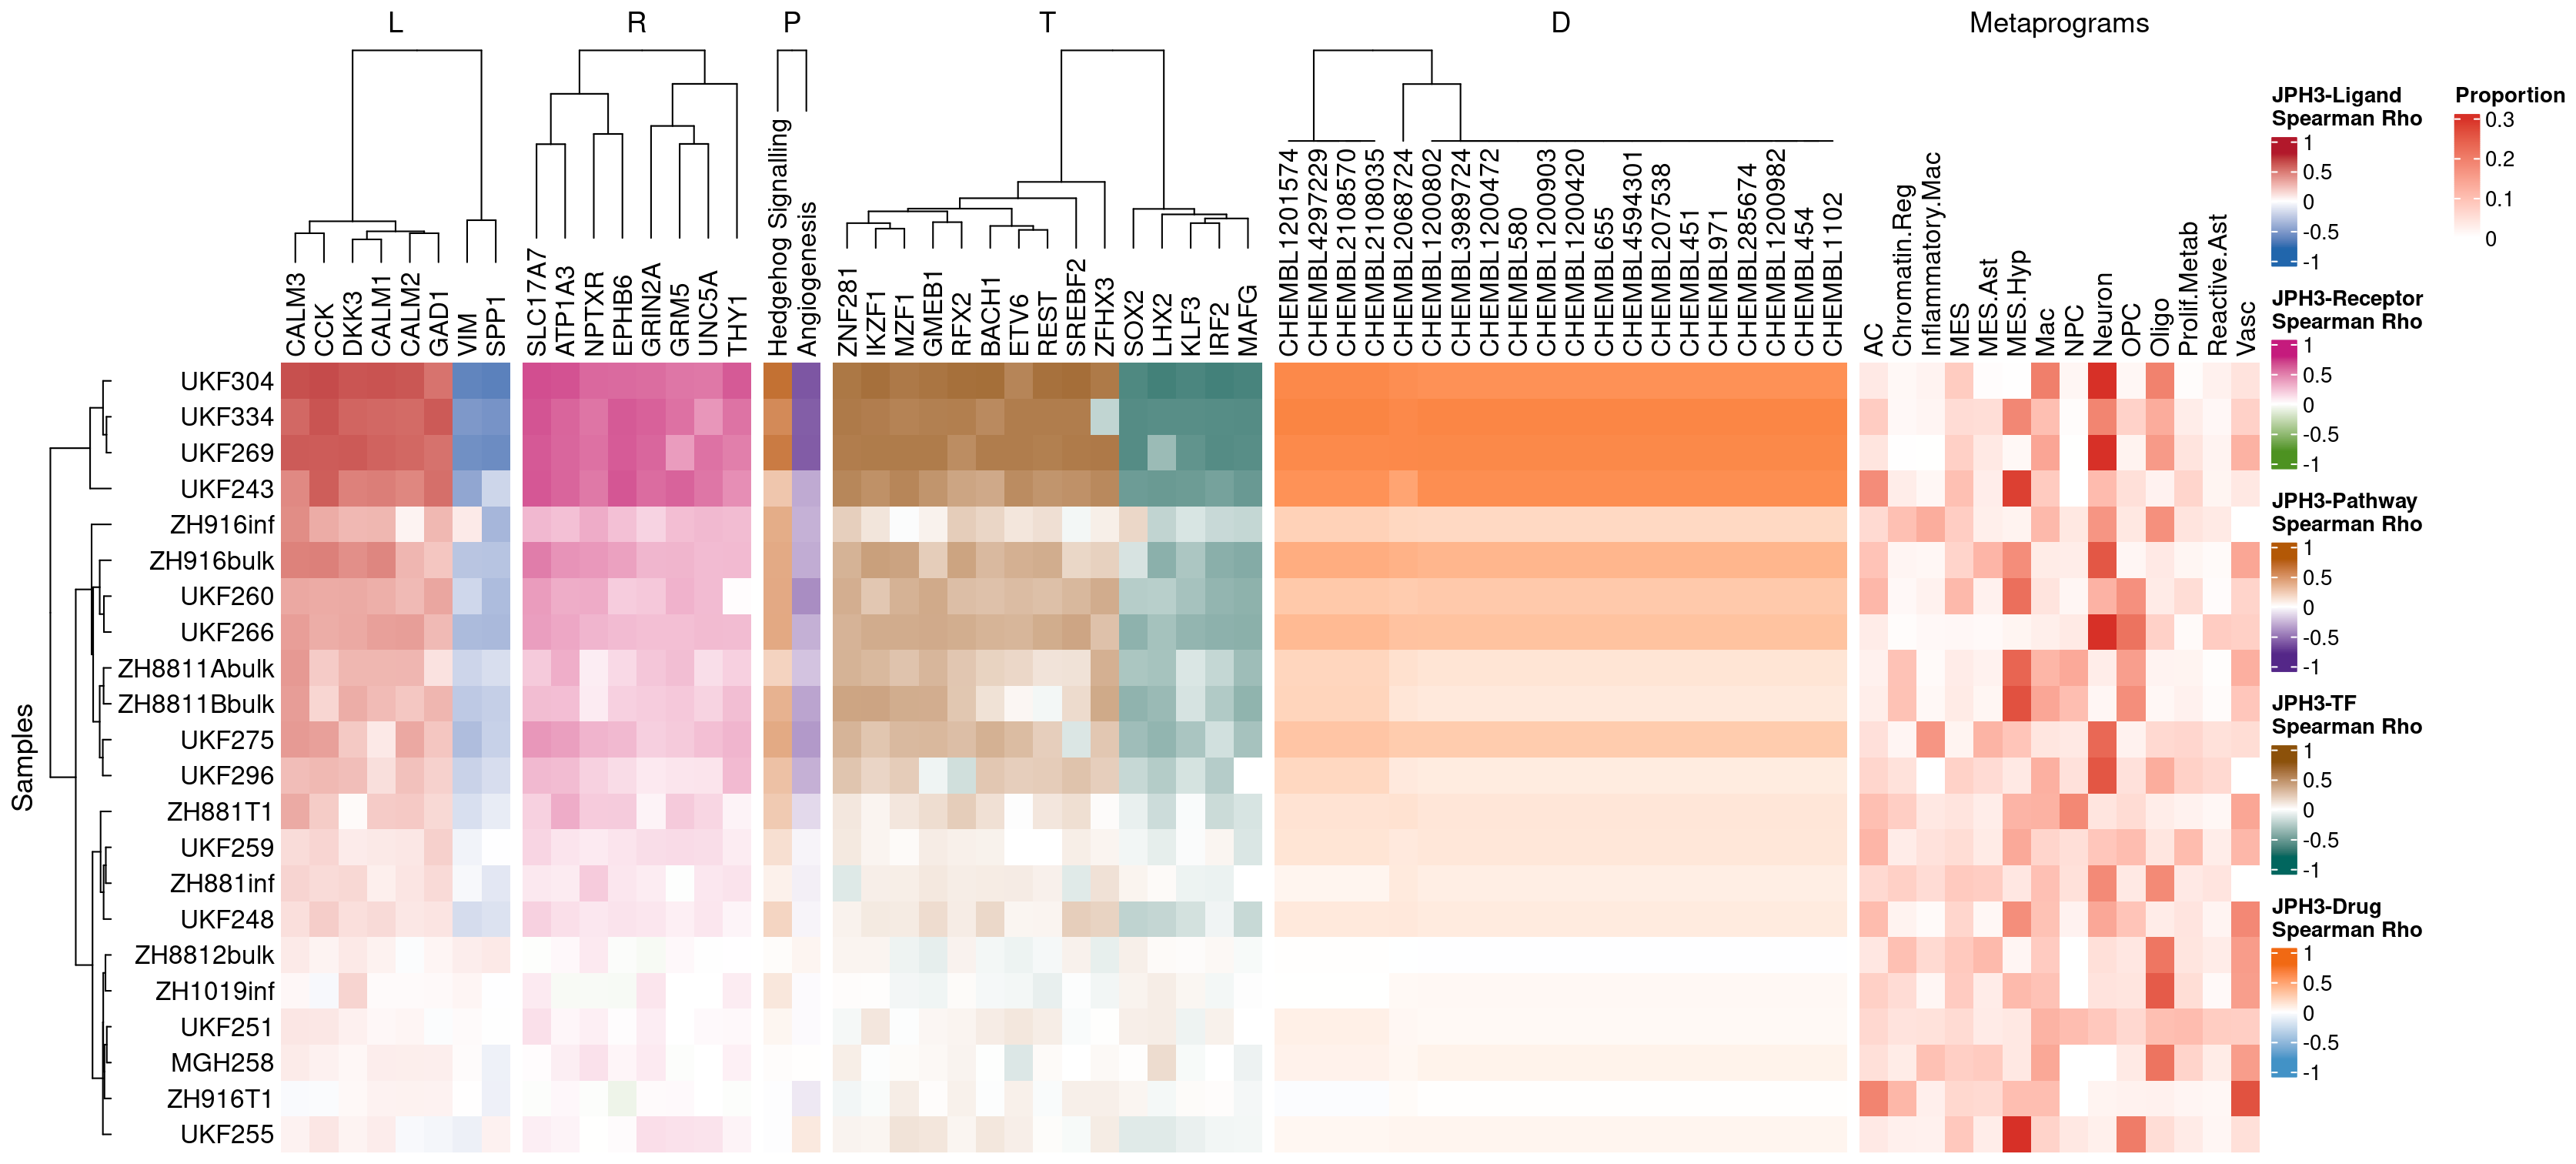 L R P T D Metaprograms
CALM3 CCK DKK3 CALM1 CALM2 GAD1 VIM SPP1
SLC17A7 ATP1A3 NPTXR EPHB6 GRIN2A GRM5 UNC5A THY1
Hedgehog Signalling
Angiogenesis
ZNF281 IKZF1 MZF1 GMEB1 RFX2 BACH1 ETV6 REST SREBF2 ZFHX3 SOX2 LHX2 KLF3 IRF2 MAFG
CHEMBL1201574
CHEMBL4297229
CHEMBL2108570
CHEMBL2108035
CHEMBL2068724
CHEMBL1200802
CHEMBL3989724
CHEMBL1200472
CHEMBL580
CHEMBL1200903
CHEMBL1200420
CHEMBL655
CHEMBL4594301
CHEMBL207538
CHEMBL451
CHEMBL971
CHEMBL285674
CHEMBL1200982
CHEMBL454
CHEMBL1102
AC
Chromatin.Reg
Inflammatory.Mac
MES
MES.Ast
MES.Hyp
Mac
NPC
Neuron
OPC
Oligo
Prolif.Metab
Reactive.Ast
Vasc
Samples
UKF304
UKF334
UKF269
UKF243
ZH916inf
ZH916bulk
UKF260
UKF266
ZH8811Abulk
ZH8811Bbulk
UKF275
UKF296
ZH881T1
UKF259
ZH881inf
UKF248
ZH8812bulk
ZH1019inf
UKF251
MGH258
ZH916T1
UKF255
JPH3-Ligand
Spearman Rho
1
0.5
0
-0.5
-1
JPH3-Receptor
Spearman Rho
1
0.5
0
-0.5
-1
JPH3-Pathway
Spearman Rho
1
0.5
0
-0.5
-1
JPH3-TF
Spearman Rho
1
0.5
0
-0.5
-1
JPH3-Drug
Spearman Rho
1
0.5
0
-0.5
-1
Proportion
0.3
0.2
0.1
0